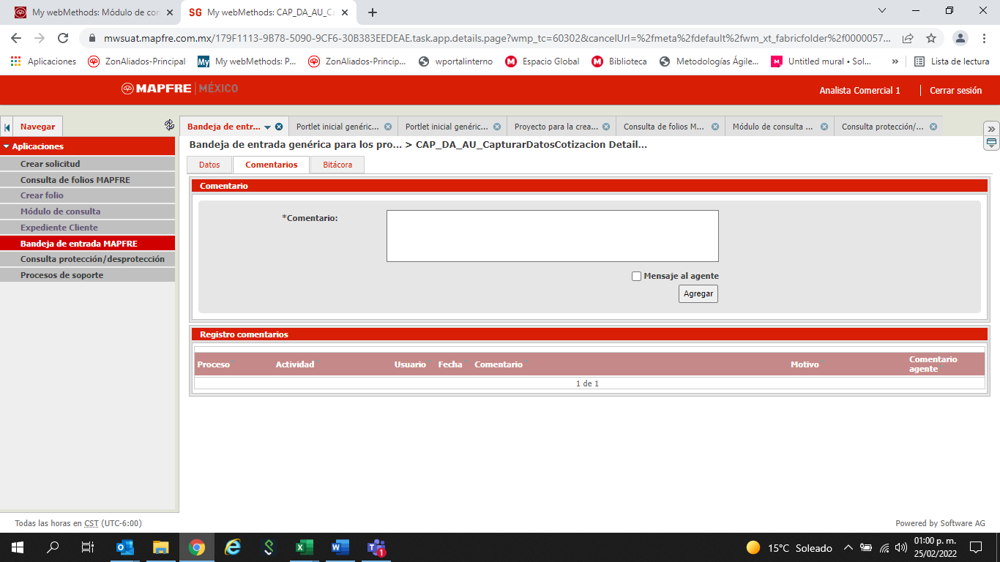 My webMethods: Módulo de con
SG My webMethods: CAP_DA_AU_Ca
mwsuat.mapfre.com.mx/179F1113-9B78-5090-9CF6-30B383EEDEAE.task.app.details.page?wmp_tc=60302&cancelUrl=%2fmeta%2fdefault%2fwm_xt_fabricfolder%2f0000057...
Aplicaciones ZonAliados-Principal My webMethods: P... ZonAliados-Princip... wportalinterno Espacio Global Biblioteca Metodologías Ágile... Untitled mural • Sol... » Lista de lectura
MAPFRE | MÉXICO
Analista Comercial 1 | Cerrar sesión
Navegar
Bandeja de entr... Portlet inicial genéric... Portlet inicial genéric... Proyecto para la crea... Consulta de folios M... Módulo de consulta ... Consulta protección/...
Aplicaciones
Crear solicitud
Consulta de folios MAPFRE
Crear folio
Módulo de consulta
Expediente Cliente
Bandeja de entrada MAPFRE
Consulta protección/desprotección
Procesos de soporte
Bandeja de entrada genérica para los pro... > CAP_DA_AU_CapturarDatosCotizacion Detail...
Datos Comentarios Bitácora
Comentario
*Comentario:
Mensaje al agente
Agregar
Registro comentarios
Proceso Actividad Usuario Fecha Comentario Motivo Comentario agente
1 de 1
Todas las horas en CST (UTC-6:00)
Powered by Software AG
15°C Soleado
01:00 p. m.
25/02/2022
1